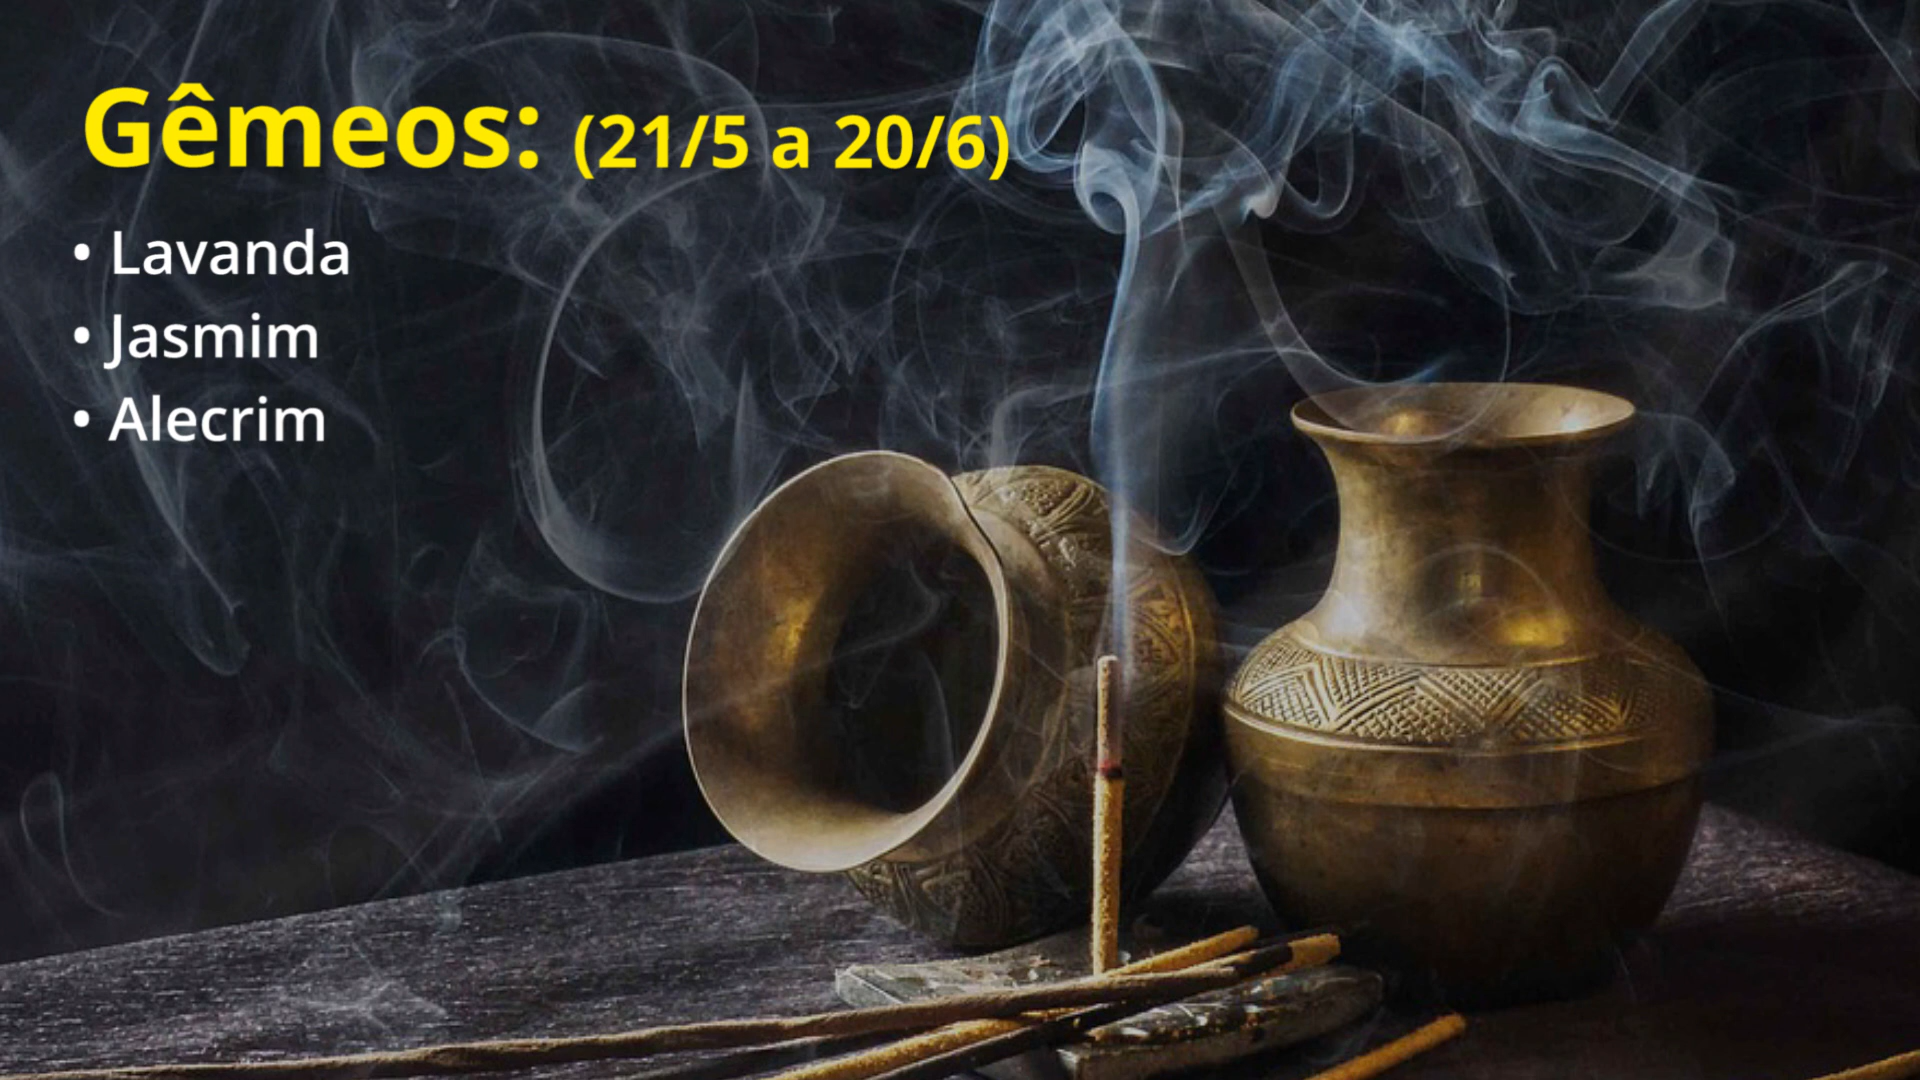 Gêmeos: (21/5 a 20/6)
• Lavanda
• Jasmim
• Alecrim